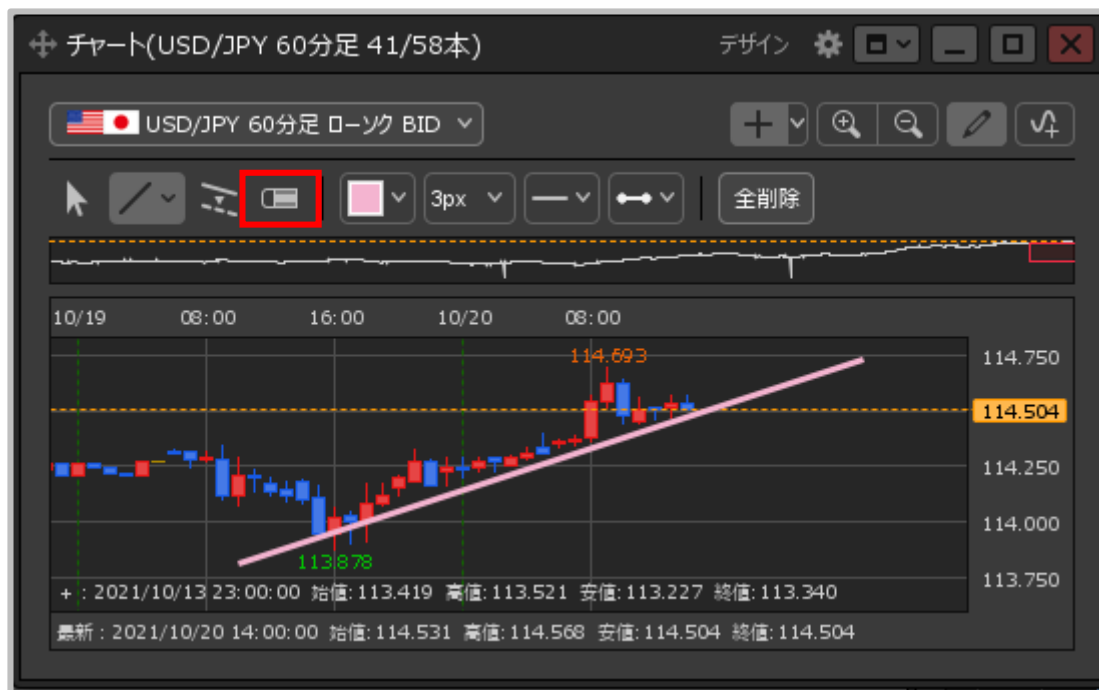 チャート(USD/JPY 60分足 41/58本) デザイン
USD/JPY 60分足 ローソク BID
3px 全削除
10/19 08:00 16:00 10/20 08:00
114.693
114.750
114.504
114.250
114.000
113.878
113.750
+ : 2021/10/13 23:00:00 始値:113.419 高値:113.521 安値:113.227 終値:113.340
最新 : 2021/10/20 14:00:00 始値:114.531 高値:114.568 安値:114.504 終値:114.504